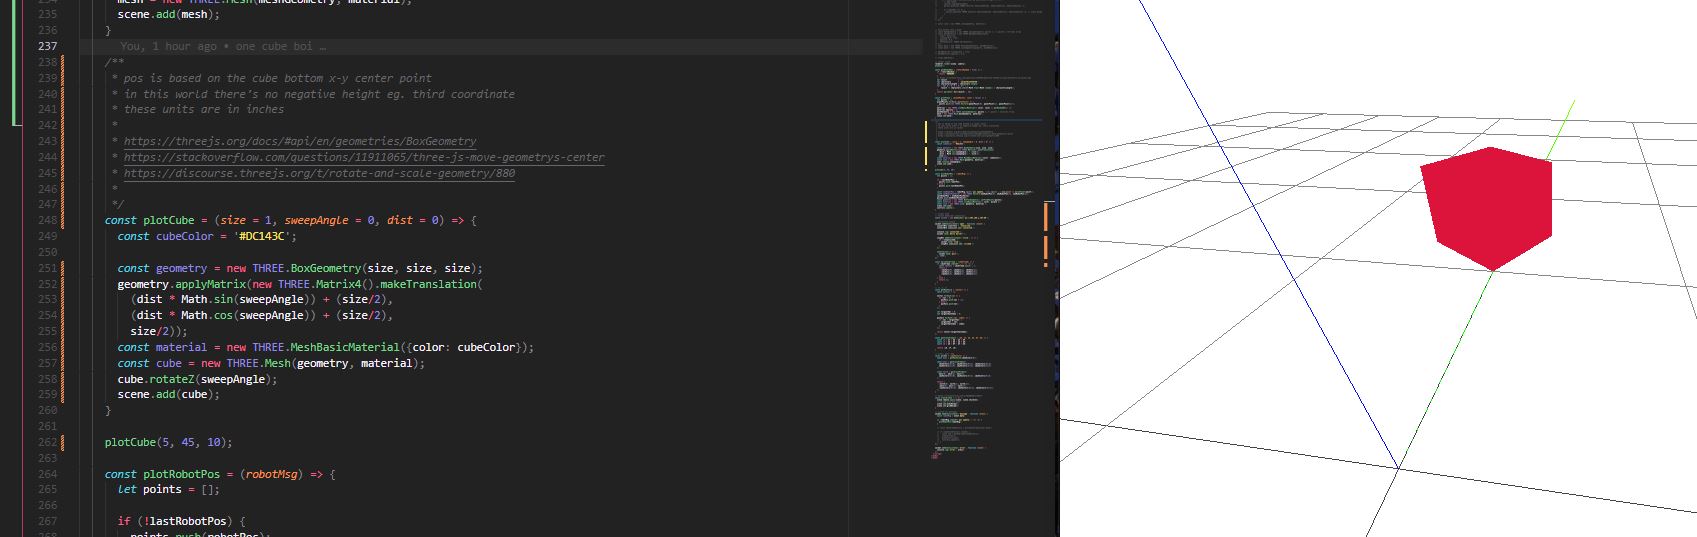 234 mesh = new THREE.Mesh(meshGeometry, material);
235 scene.add(mesh);
236 }
237 You, 1 hour ago • one cube boi …
238 /**
239 * pos is based on the cube bottom x-y center point
240 * in this world there's no negative height eg. third coordinate
241 * these units are in inches
242 *
243 * https://threejs.org/docs/#api/en/geometries/BoxGeometry
244 * https://stackoverflow.com/questions/11911065/three-js-move-geometrys-center
245 * https://discourse.threejs.org/t/rotate-and-scale-geometry/880
246 *
247 */
248 const plotCube = (size = 1, sweepAngle = 0, dist = 0) => {
249 const cubeColor = '#DC143C';
250
251 const geometry = new THREE.BoxGeometry(size, size, size);
252 geometry.applyMatrix(new THREE.Matrix4().makeTranslation(
253 (dist * Math.sin(sweepAngle)) + (size/2),
254 (dist * Math.cos(sweepAngle)) + (size/2),
255 size/2));
256 const material = new THREE.MeshBasicMaterial({color: cubeColor});
257 const cube = new THREE.Mesh(geometry, material);
258 cube.rotateZ(sweepAngle);
259 scene.add(cube);
260 }
261
262 plotCube(5, 45, 10);
263
264 const plotRobotPos = (robotMsg) => {
265 let points = [];
266
267 if (!lastRobotPos) {
268 points.push(robotPos);